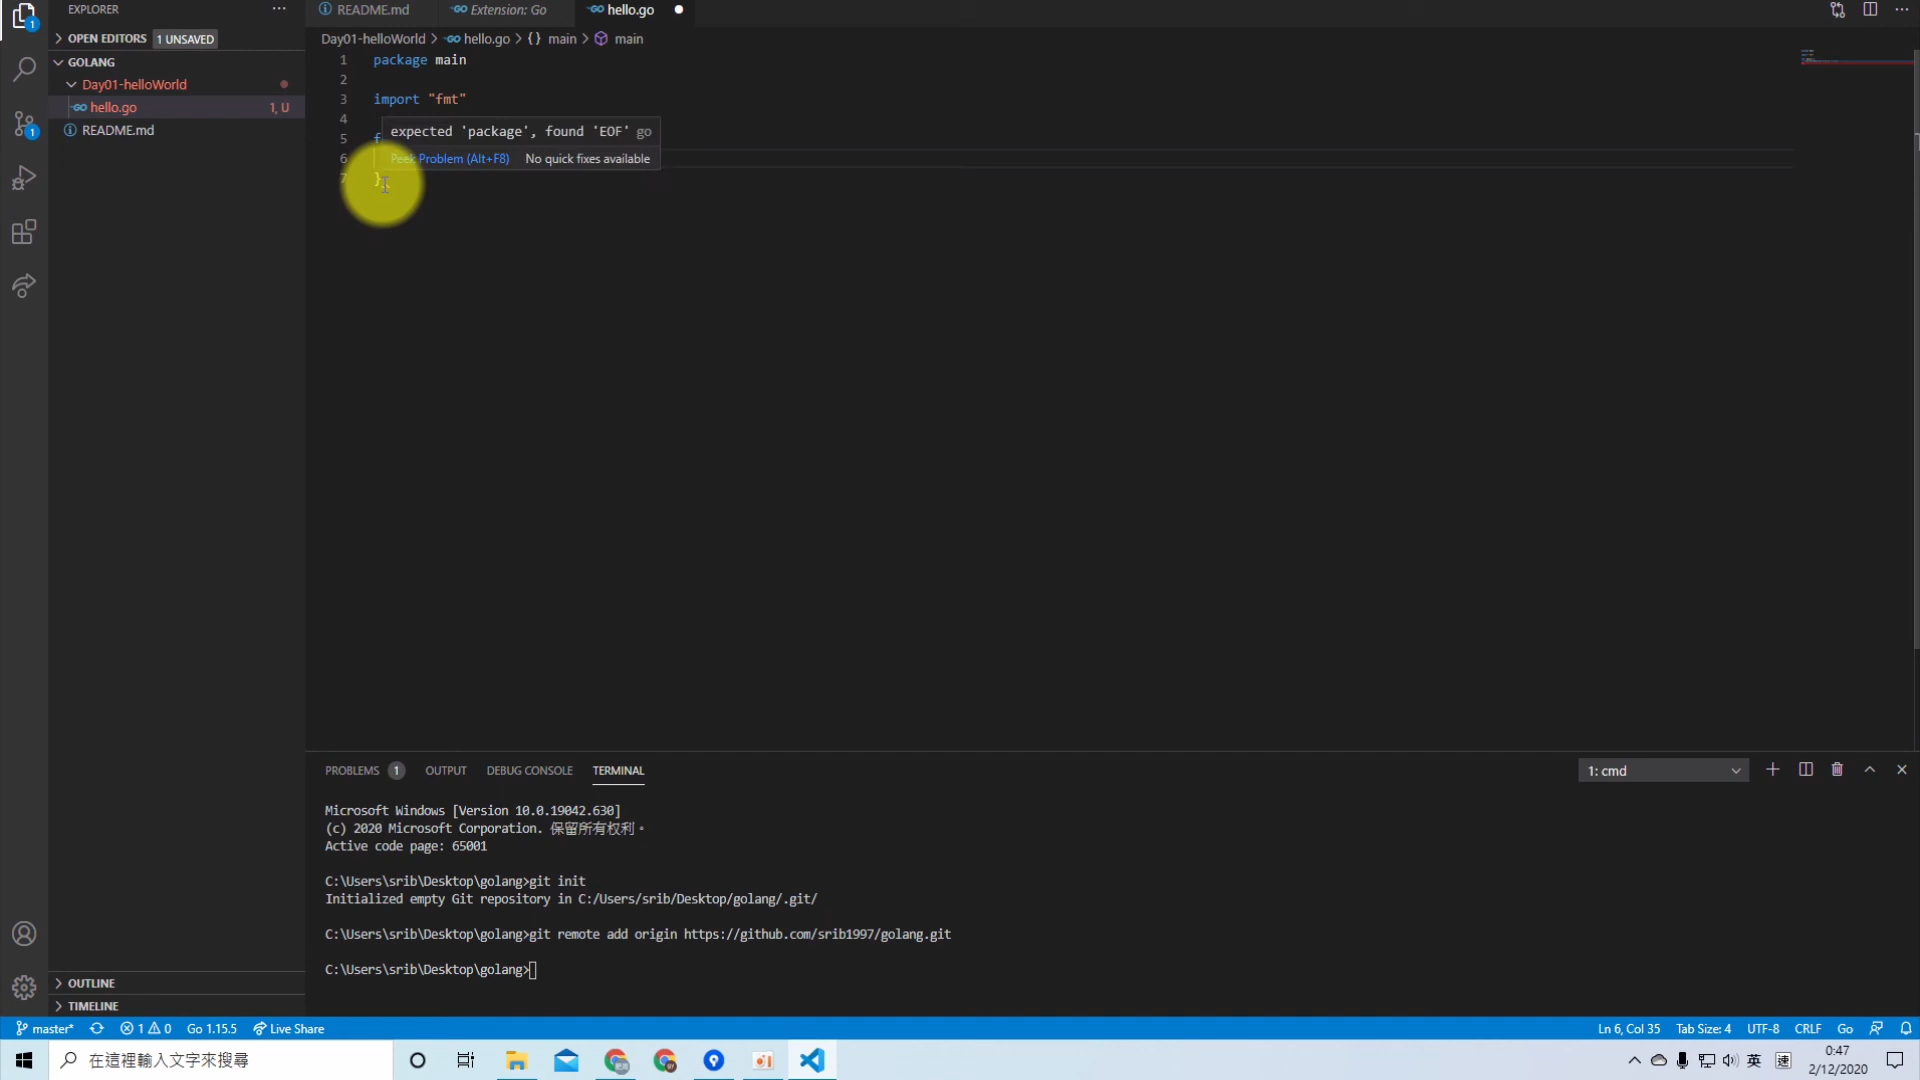 EXPLORER
README.md
Extension: Go
hello.go
OPEN EDITORS
1 UNSAVED
Day01-helloWorld > hello.go > {} main > main
GOLANG
Day01-helloWorld
hello.go 1, U
README.md
1 package main
2
3 import "fmt"
4
5 f
6
7 }
expected 'package', found 'EOF' go
Peek Problem (Alt+F8) No quick fixes available
PROBLEMS 1
OUTPUT
DEBUG CONSOLE
TERMINAL
1: cmd
Microsoft Windows [Version 10.0.19042.630]
(c) 2020 Microsoft Corporation. 保留所有权利。
Active code page: 65001
C:\Users\srib\Desktop\golang>git init
Initialized empty Git repository in C:/Users/srib/Desktop/golang/.git/
C:\Users\srib\Desktop\golang>git remote add origin https://github.com/srib1997/golang.git
C:\Users\srib\Desktop\golang>
OUTLINE
TIMELINE
master* 1 0 Go 1.15.5 Live Share
Ln 6, Col 35 Tab Size: 4 UTF-8 CRLF Go
在這裡輸入文字來搜尋
英 速
0:47
2/12/2020